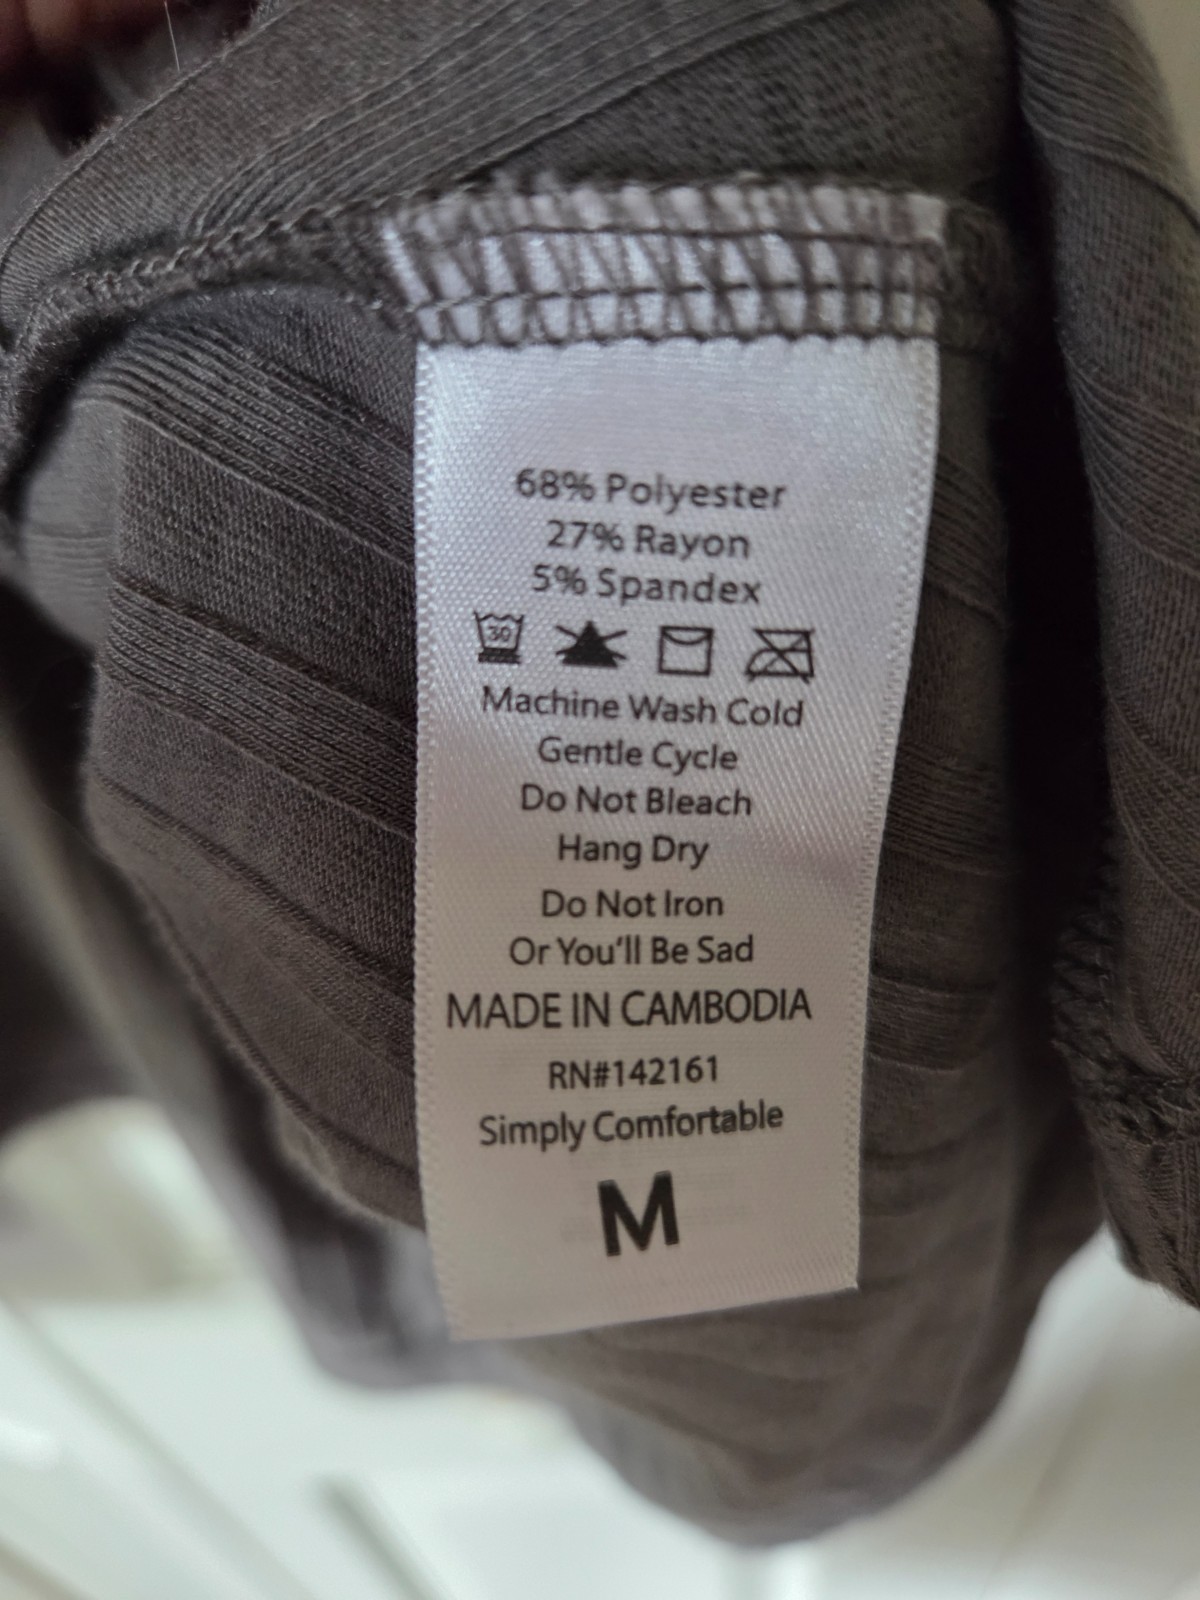 68% Polyester
27% Rayon
5% Spandex
30
Machine Wash Cold
Gentle Cycle
Do Not Bleach
Hang Dry
Do Not Iron
Or You'll Be Sad
MADE IN CAMBODIA
RN#142161
Simply Comfortable
M